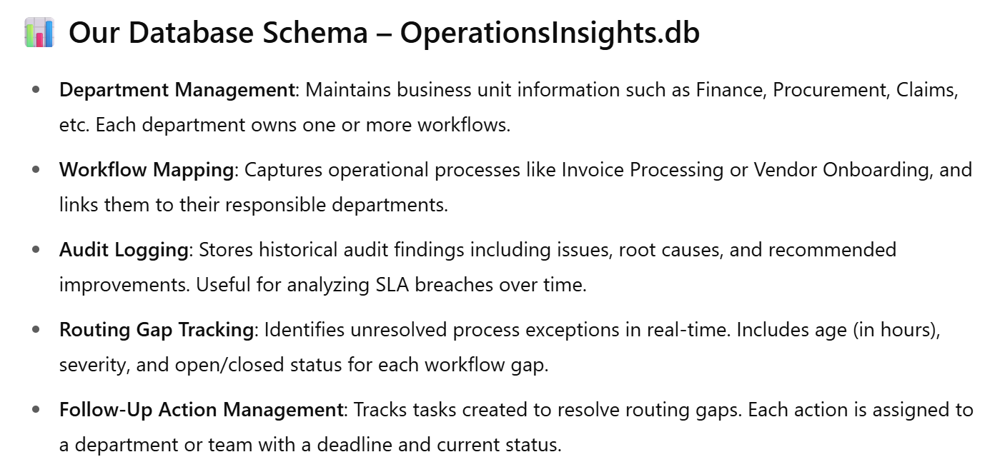 Our Database Schema – OperationsInsights.db
Department Management: Maintains business unit information such as Finance, Procurement, Claims,
etc. Each department owns one or more workflows.
Workflow Mapping: Captures operational processes like Invoice Processing or Vendor Onboarding, and
links them to their responsible departments.
Audit Logging: Stores historical audit findings including issues, root causes, and recommended
improvements. Useful for analyzing SLA breaches over time.
Routing Gap Tracking: Identifies unresolved process exceptions in real-time. Includes age (in hours),
severity, and open/closed status for each workflow gap.
Follow-Up Action Management: Tracks tasks created to resolve routing gaps. Each action is assigned to
a department or team with a deadline and current status.